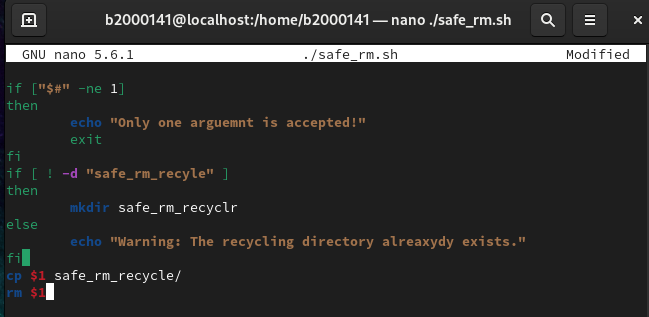 b2000141@localhost:/home/b2000141 — nano ./safe_rm.sh
GNU nano 5.6.1 ./safe_rm.sh Modified
if ["$#" -ne 1]
then
echo "Only one arguemnt is accepted!"
exit
fi
if [ ! -d "safe_rm_recyle" ]
then
mkdir safe_rm_recyclr
else
echo "Warning: The recycling directory alreaxydy exists."
fi
cp $1 safe_rm_recycle/
rm $1